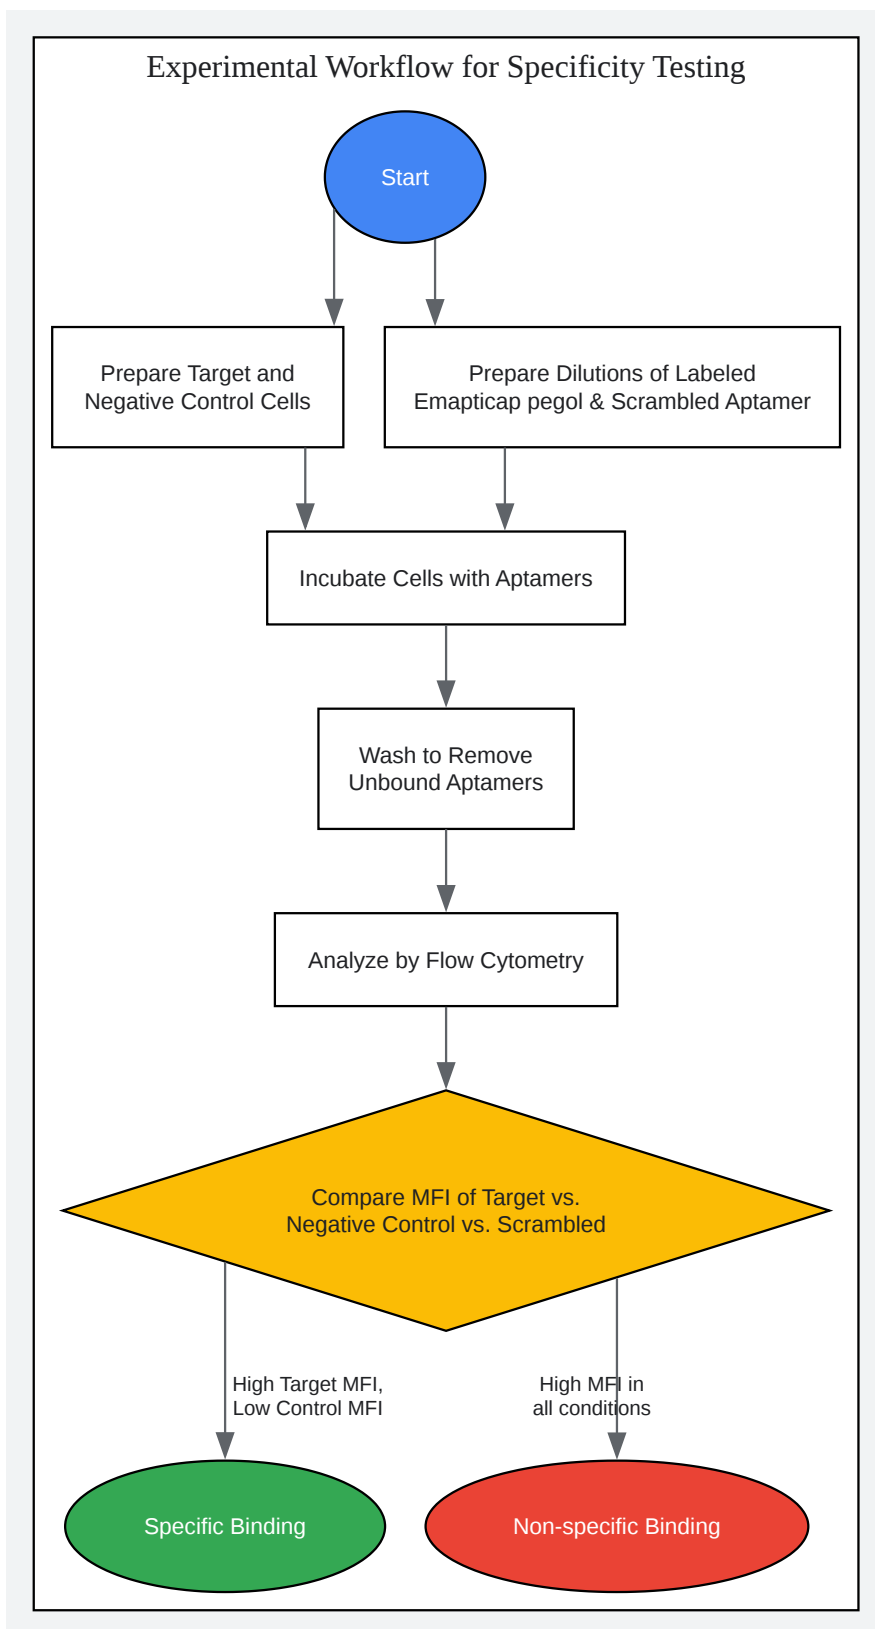 Experimental Workflow for Specificity Testing
Start
Prepare Target and
Negative Control Cells
Prepare Dilutions of Labeled
Emapticap pegol & Scrambled Aptamer
Incubate Cells with Aptamers
Wash to Remove
Unbound Aptamers
Analyze by Flow Cytometry
Compare MFI of Target vs.
Negative Control vs. Scrambled
High Target MFI,
Low Control MFI
High MFI in
all conditions
Specific Binding
Non-specific Binding